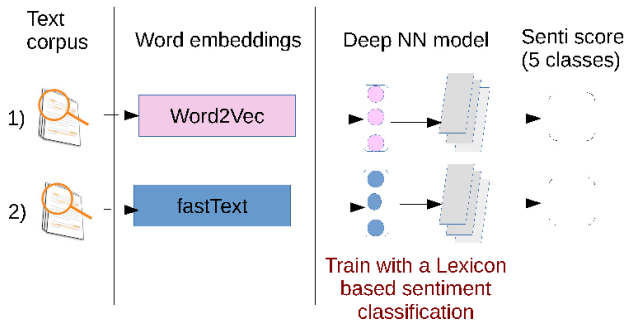 Text
corpus
Word embeddings
Deep NN model
Senti score
(5 classes)
1)
Word2Vec
2)
fastText
Train with a Lexicon
based sentiment
classification